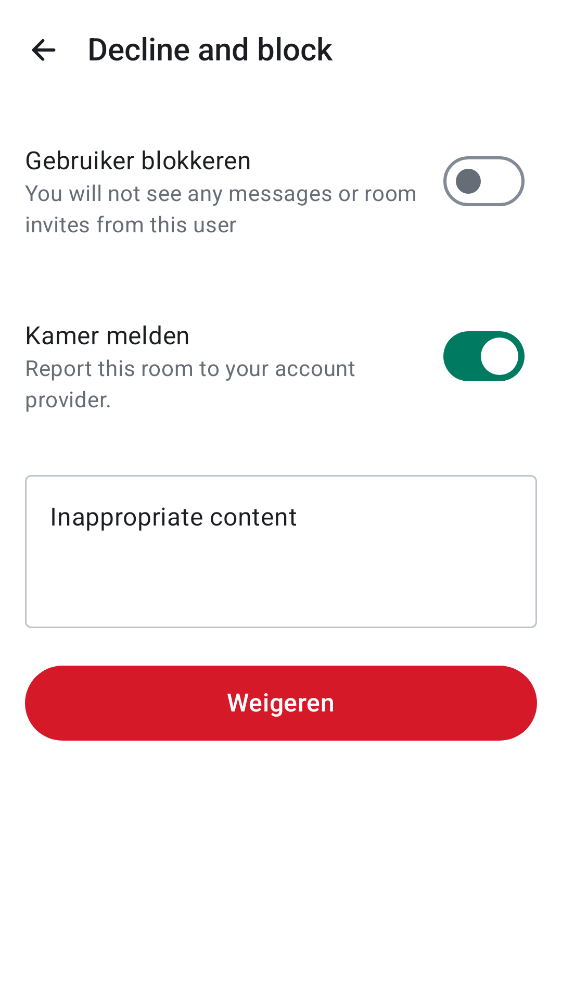 Decline and block
Gebruiker blokkeren
You will not see any messages or room
invites from this user
Kamer melden
Report this room to your account
provider.
Inappropriate content
Weigeren